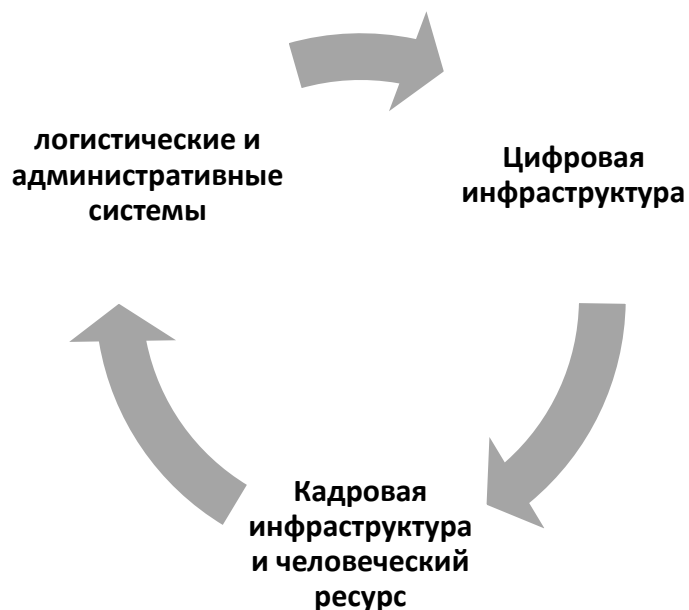 логистические и
административные
системы
Цифровая
инфраструктура
Кадровая
инфраструктура
и человеческий
ресурс